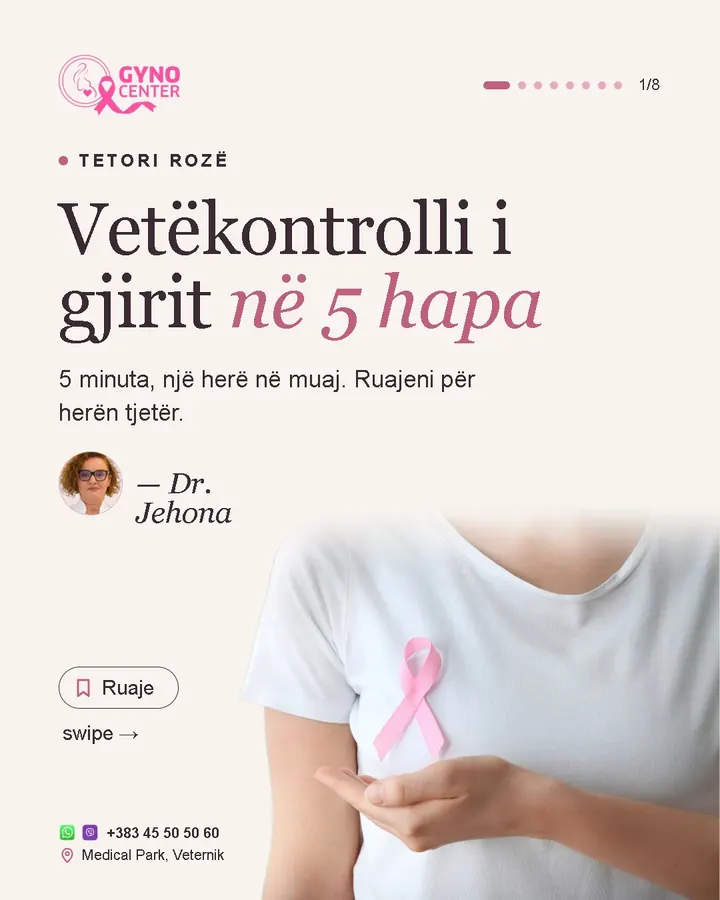 GYNO
CENTER
1/8
TETORI ROZË
Vetëkontrolli i
gjirit në 5 hapa
5 minuta, një herë në muaj. Ruajeni për
herën tjetër.
— Dr.
Jehona
Ruaje
swipe →
+383 45 50 50 60
Medical Park, Veternik